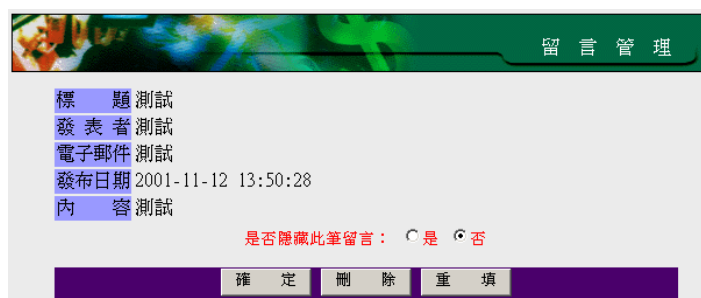 留言管理
標題 測試
發表者 測試
電子郵件 測試
發布日期 2001-11-12 13:50:28
內容 測試
是否隱藏此筆留言： 是 否
確定 刪除 重填